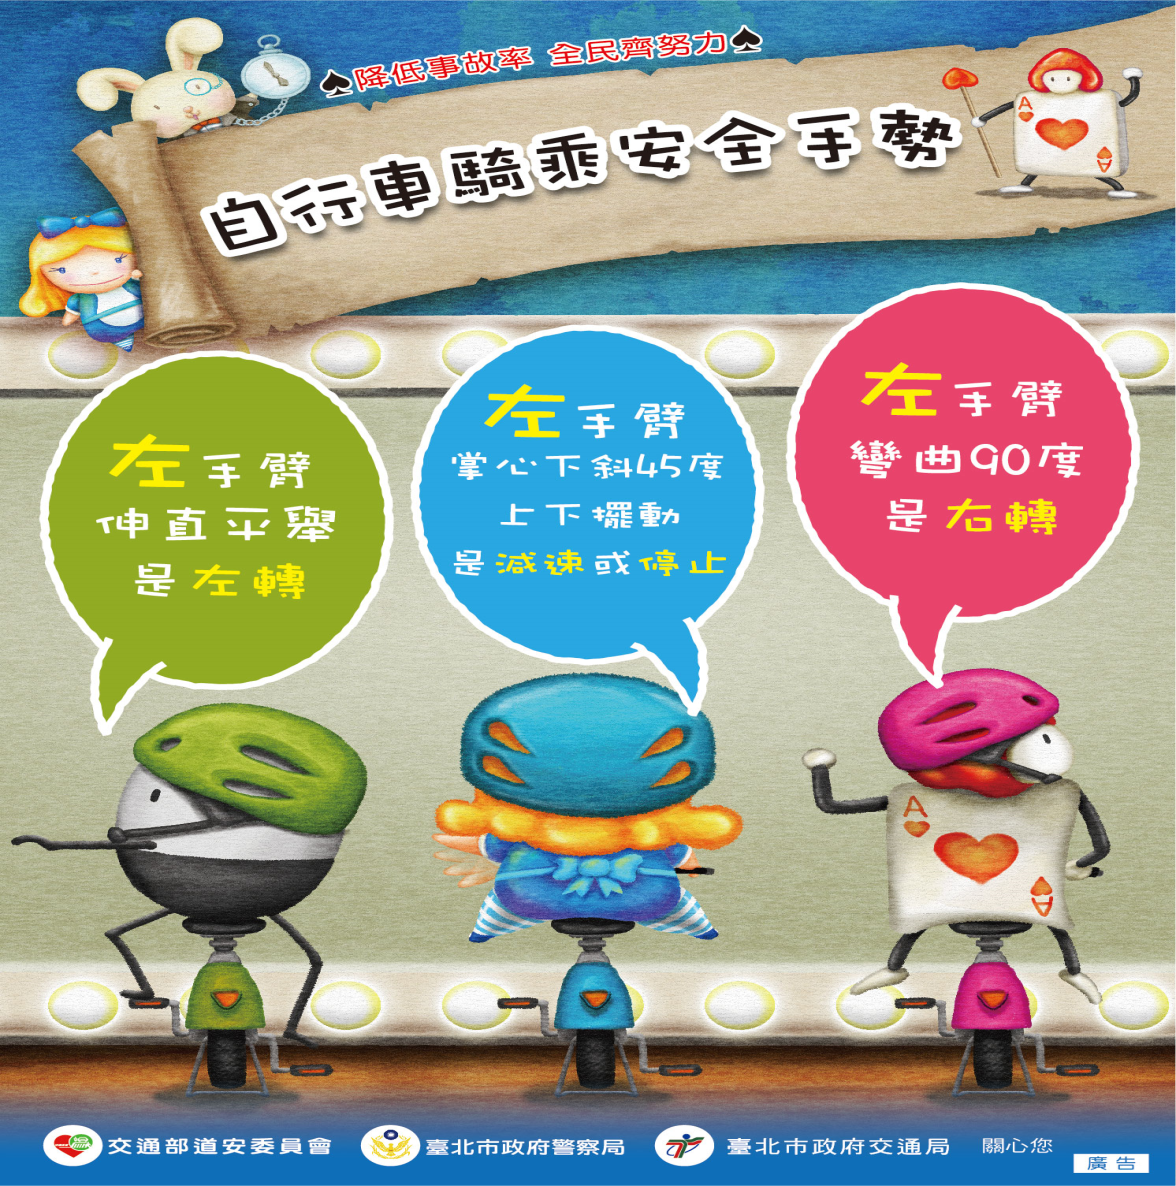 ♠降低事故率 全民齊努力♠
自行車騎乘安全手勢
左手臂
伸直平舉
是左轉
左手臂
掌心下斜45度
上下擺動
是減速或停止
左手臂
彎曲90度
是右轉
A
A
A
A
交通部道安委員會
臺北市政府警察局
臺北市政府交通局
關心您
廣告